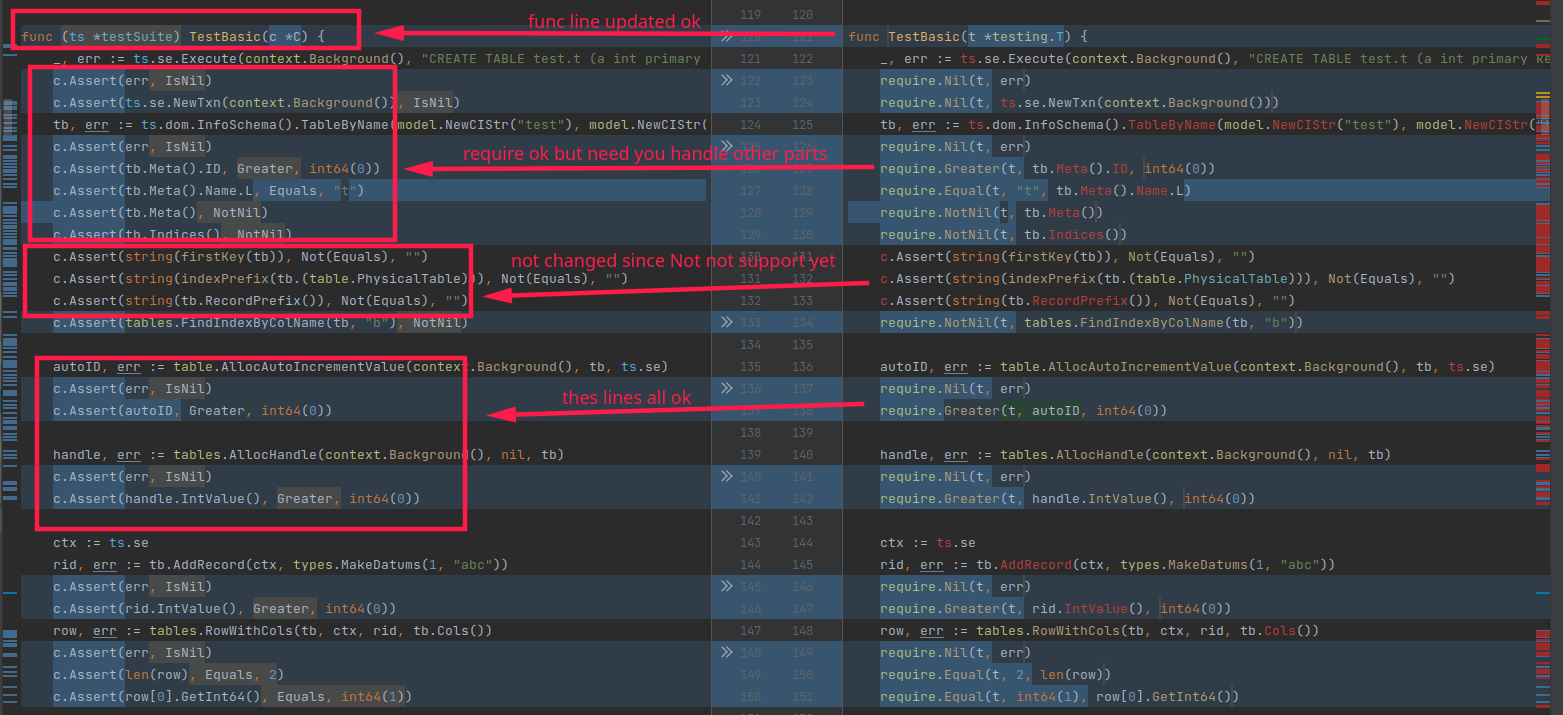 119 120
func (ts *testSuite) TestBasic(c *C) { func line updated ok 121 func TestBasic(t *testing.T) {
_, err := ts.se.Execute(context.Background(), "CREATE TABLE test.t (a int primary 121 122 _, err := ts.se.Execute(context.Background(), "CREATE TABLE test.t (a int primary ke
c.Assert(err, IsNil) 122 123 require.Nil(t, err)
c.Assert(ts.se.NewTxn(context.Background()), IsNil) 123 124 require.Nil(t, ts.se.NewTxn(context.Background()))
tb, err := ts.dom.InfoSchema().TableByName(model.NewCIStr("test"), model.NewCIStr( 124 125 tb, err := ts.dom.InfoSchema().TableByName(model.NewCIStr("test"), model.NewCIStr(
c.Assert(err, IsNil) require.Nil(t, err)
require ok but need you handle other parts
c.Assert(tb.Meta().ID, Greater, int64(0)) require.Greater(t, tb.Meta().ID, int64(0))
c.Assert(tb.Meta().Name.L, Equals, "t") 127 128 require.Equal(t, "t", tb.Meta().Name.L)
c.Assert(tb.Meta(), NotNil) 128 129 require.NotNil(t, tb.Meta())
c.Assert(tb.Indices(), NotNil) 129 130 require.NotNil(t, tb.Indices())
c.Assert(string(firstKey(tb)), Not(Equals), "") not changed since Not not support yet c.Assert(string(firstKey(tb)), Not(Equals), "")
c.Assert(string(indexPrefix(tb.(table.PhysicalTable))), Not(Equals), "") 131 132 c.Assert(string(indexPrefix(tb.(table.PhysicalTable))), Not(Equals), "")
c.Assert(string(tb.RecordPrefix()), Not(Equals), "") 132 133 c.Assert(string(tb.RecordPrefix()), Not(Equals), "")
c.Assert(tables.FindIndexByColName(tb, "b"), NotNil) 133 134 require.NotNil(t, tables.FindIndexByColName(tb, "b"))
134 135
autoID, err := table.AllocAutoIncrementValue(context.Background(), tb, ts.se) 135 136 autoID, err := table.AllocAutoIncrementValue(context.Background(), tb, ts.se)
c.Assert(err, IsNil) 136 137 require.Nil(t, err)
thes lines all ok
c.Assert(autoID, Greater, int64(0)) 137 138 require.Greater(t, autoID, int64(0))
138 139
handle, err := tables.AllocHandle(context.Background(), nil, tb) 139 140 handle, err := tables.AllocHandle(context.Background(), nil, tb)
c.Assert(err, IsNil) 140 141 require.Nil(t, err)
c.Assert(handle.IntValue(), Greater, int64(0)) 141 142 require.Greater(t, handle.IntValue(), int64(0))
142 143
ctx := ts.se 143 144 ctx := ts.se
rid, err := tb.AddRecord(ctx, types.MakeDatums(1, "abc")) 144 145 rid, err := tb.AddRecord(ctx, types.MakeDatums(1, "abc"))
c.Assert(err, IsNil) 145 146 require.Nil(t, err)
c.Assert(rid.IntValue(), Greater, int64(0)) 146 147 require.Greater(t, rid.IntValue(), int64(0))
row, err := tables.RowWithCols(tb, ctx, rid, tb.Cols()) 147 148 row, err := tables.RowWithCols(tb, ctx, rid, tb.Cols())
c.Assert(err, IsNil) 148 149 require.Nil(t, err)
c.Assert(len(row), Equals, 2) 149 150 require.Equal(t, 2, len(row))
c.Assert(row[0].GetInt64(), Equals, int64(1)) 150 151 require.Equal(t, int64(1), row[0].GetInt64())